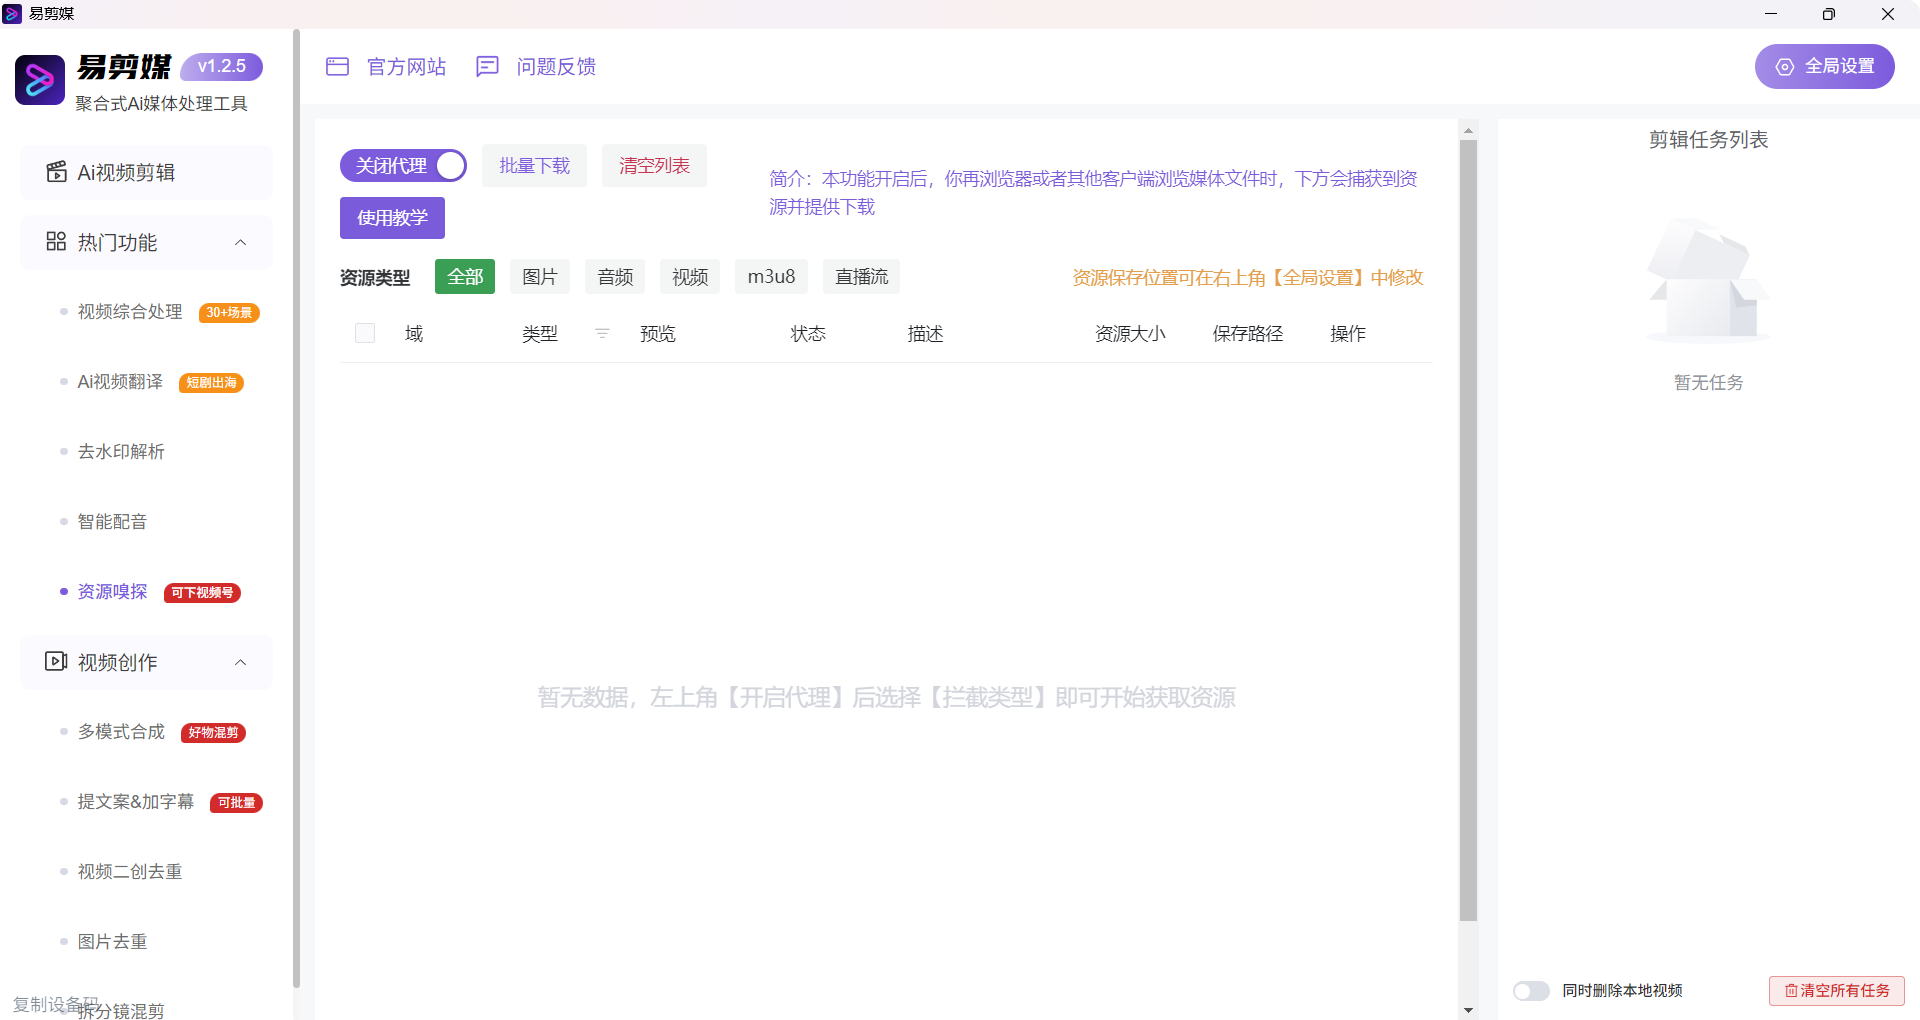 易剪媒
易剪媒 v1.2.5
聚合式Ai媒体处理工具
Ai视频剪辑
热门功能
视频综合处理 30+场景
Ai视频翻译 短剧出海
去水印解析
智能配音
资源嗅探 可下视频号
视频创作
多模式合成 好物混剪
提文案&加字幕 可批量
视频二创去重
图片去重
复制设备码
拆分镜混剪
官方网站 问题反馈
全局设置
关闭代理 批量下载 清空列表
使用教学
简介：本功能开启后，你再浏览器或者其他客户端浏览媒体文件时，下方会捕获到资
源并提供下载
资源类型 全部 图片 音频 视频 m3u8 直播流
资源保存位置可在右上角【全局设置】中修改
域 类型 预览 状态 描述 资源大小 保存路径 操作
暂无数据，左上角【开启代理】后选择【拦截类型】即可开始获取资源
剪辑任务列表
暂无任务
同时删除本地视频 清空所有任务